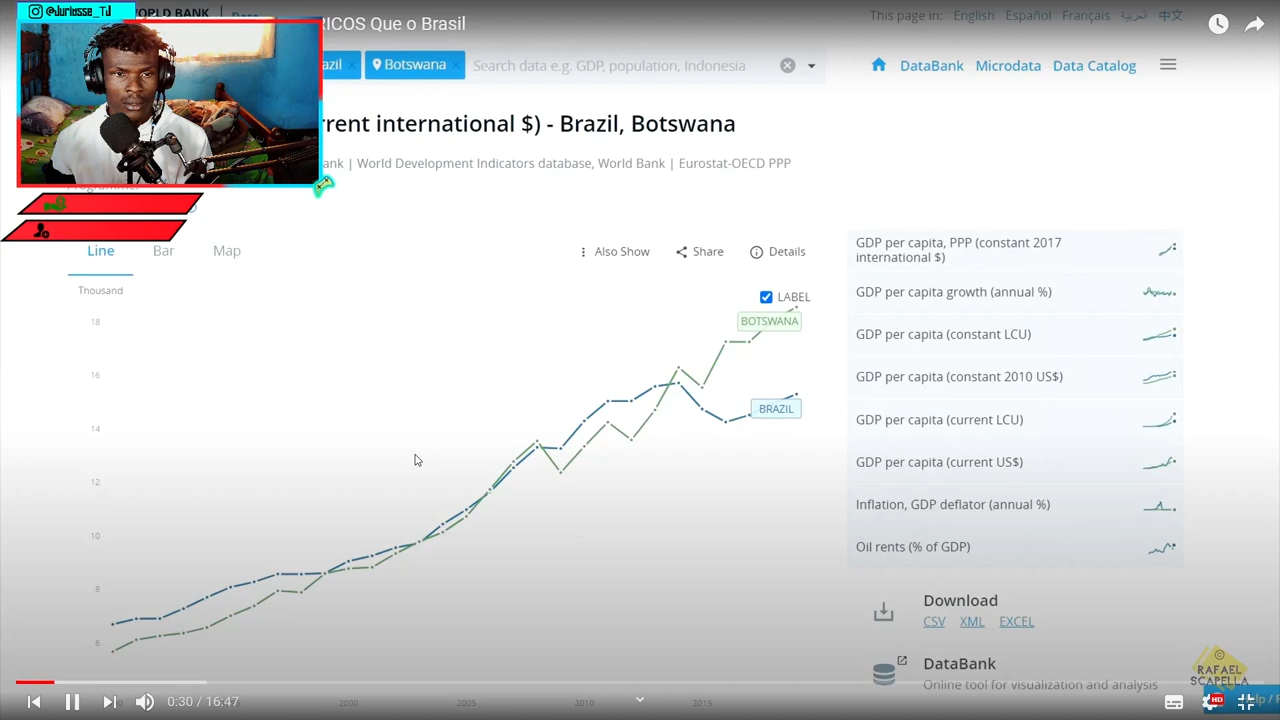 @Juriasse_TJ
ORLD BANK
RICOS Que o Brasil
This page in: English Español Français العربية 中文
azil × Botswana × Search data e.g. GDP, population, Indonesia
DataBank Microdata Data Catalog
rrent international $) - Brazil, Botswana
nk | World Development Indicators database, World Bank | Eurostat-OECD PPP
Line Bar Map
Also Show Share Details
Thousand
LABEL
18
16
14
12
10
8
6
BOTSWANA
BRAZIL
2000 2005 2010 2015
GDP per capita, PPP (constant 2017
international $)
GDP per capita growth (annual %)
GDP per capita (constant LCU)
GDP per capita (constant 2010 US$)
GDP per capita (current LCU)
GDP per capita (current US$)
Inflation, GDP deflator (annual %)
Oil rents (% of GDP)
Download
CSV XML EXCEL
DataBank
Online tool for visualization and analysis
©
RAFAEL
SCAPELLA
0:30 / 16:47
HD
elp / F